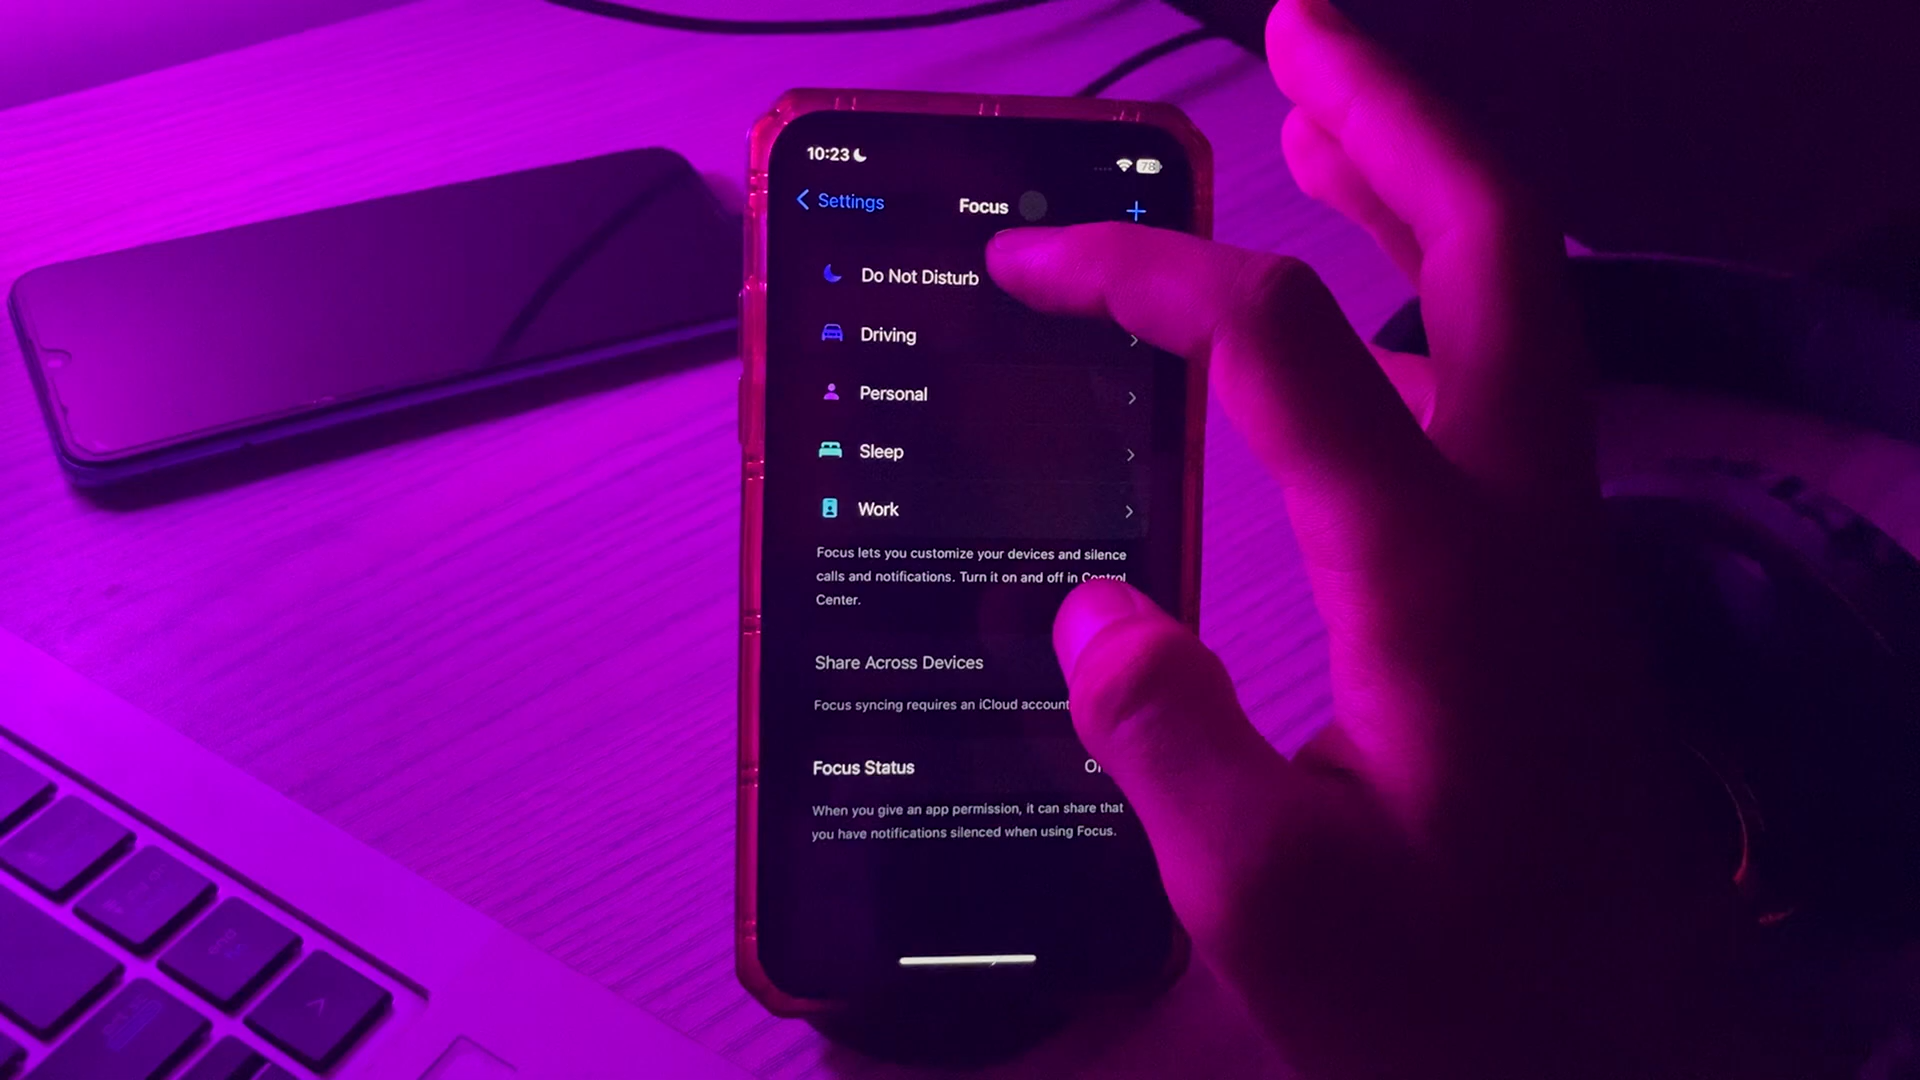 10:23
78
Settings
Focus
Do Not Disturb
Driving
Personal
Sleep
Work
Focus lets you customize your devices and silence
calls and notifications. Turn it on and off in Control
Center.
Share Across Devices
Focus syncing requires an iCloud account
Focus Status
When you give an app permission, it can share that
you have notifications silenced when using Focus.
end